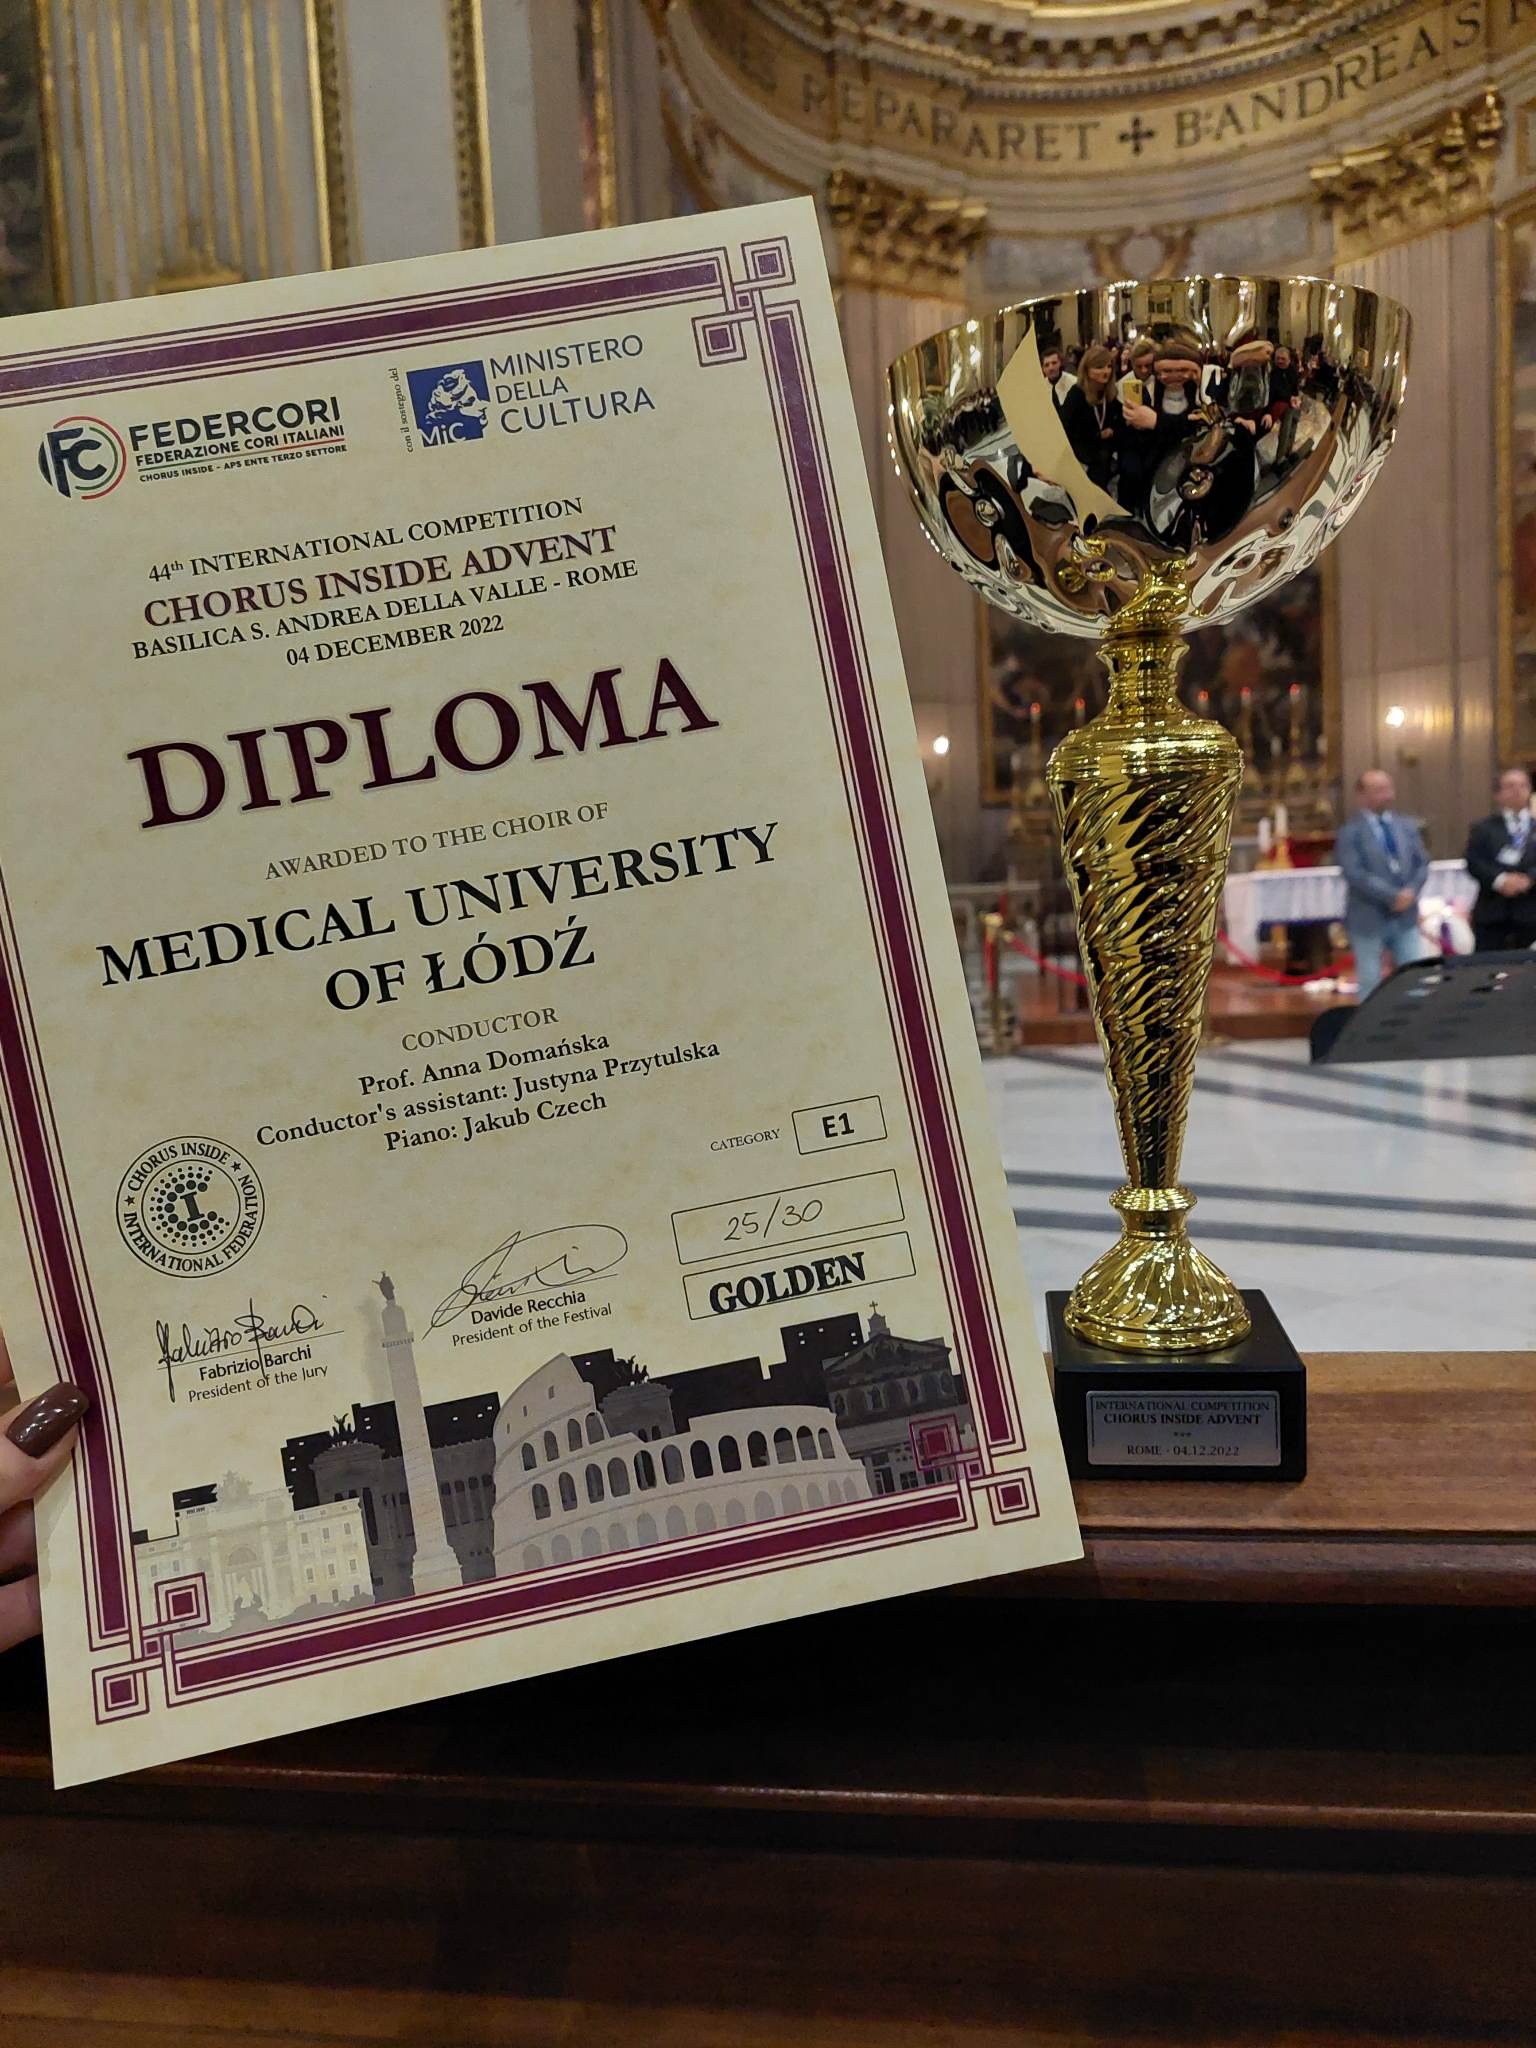 REPARARET ✚ B. ANDREAS
FEDERCORI
FEDERAZIONE CORI ITALIANI
CHORUS INSIDE - APS ENTE TERZO SETTORE
con il sostegno del
MiC
MINISTERO
DELLA
CULTURA
44th INTERNATIONAL COMPETITION
CHORUS INSIDE ADVENT
BASILICA S. ANDREA DELLA VALLE - ROME
04 DECEMBER 2022
DIPLOMA
AWARDED TO THE CHOIR OF
MEDICAL UNIVERSITY
OF ŁÓDŹ
CONDUCTOR
Prof. Anna Domańska
Conductor's assistant: Justyna Przytulska
Piano: Jakub Czech
CATEGORY E1
★ CHORUS INSIDE ★
INTERNATIONAL FEDERATION
25/30
GOLDEN
Davide Recchia
President of the Festival
Fabrizio Barchi
President of the Jury
INTERNATIONAL COMPETITION
CHORUS INSIDE ADVENT
***
ROME - 04.12.2022